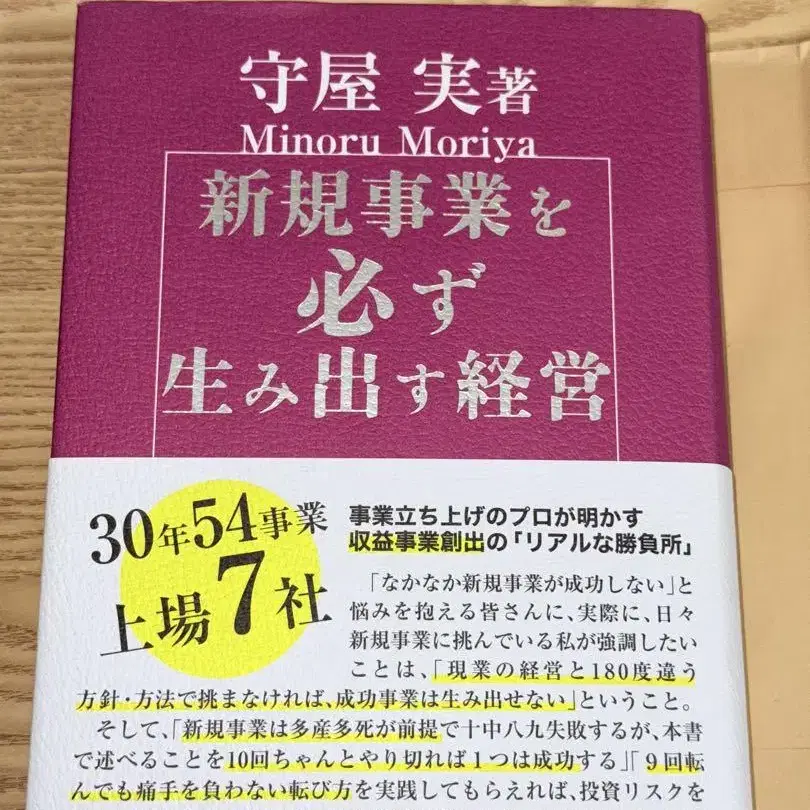 守屋 実著
Minoru Moriya
新規事業を
必ず
生み出す経営
30年54事業
上場7社
事業立ち上げのプロが明かす
収益事業創出の「リアルな勝負所」
「なかなか新規事業が成功しない」と
悩みを抱える皆さんに、実際に、日々
新規事業に挑んでいる私が強調したい
ことは、「現業の経営と180度違う
方針・方法で挑まなければ、成功事業は生み出せない」ということ。
そして、「新規事業は多産多死が前提で十中八九失敗するが、本書
で述べることを10回ちゃんとやり切れば1つは成功する」「9回転
んでも痛手を負わない転び方を実践してもらえれば、投資リスクを